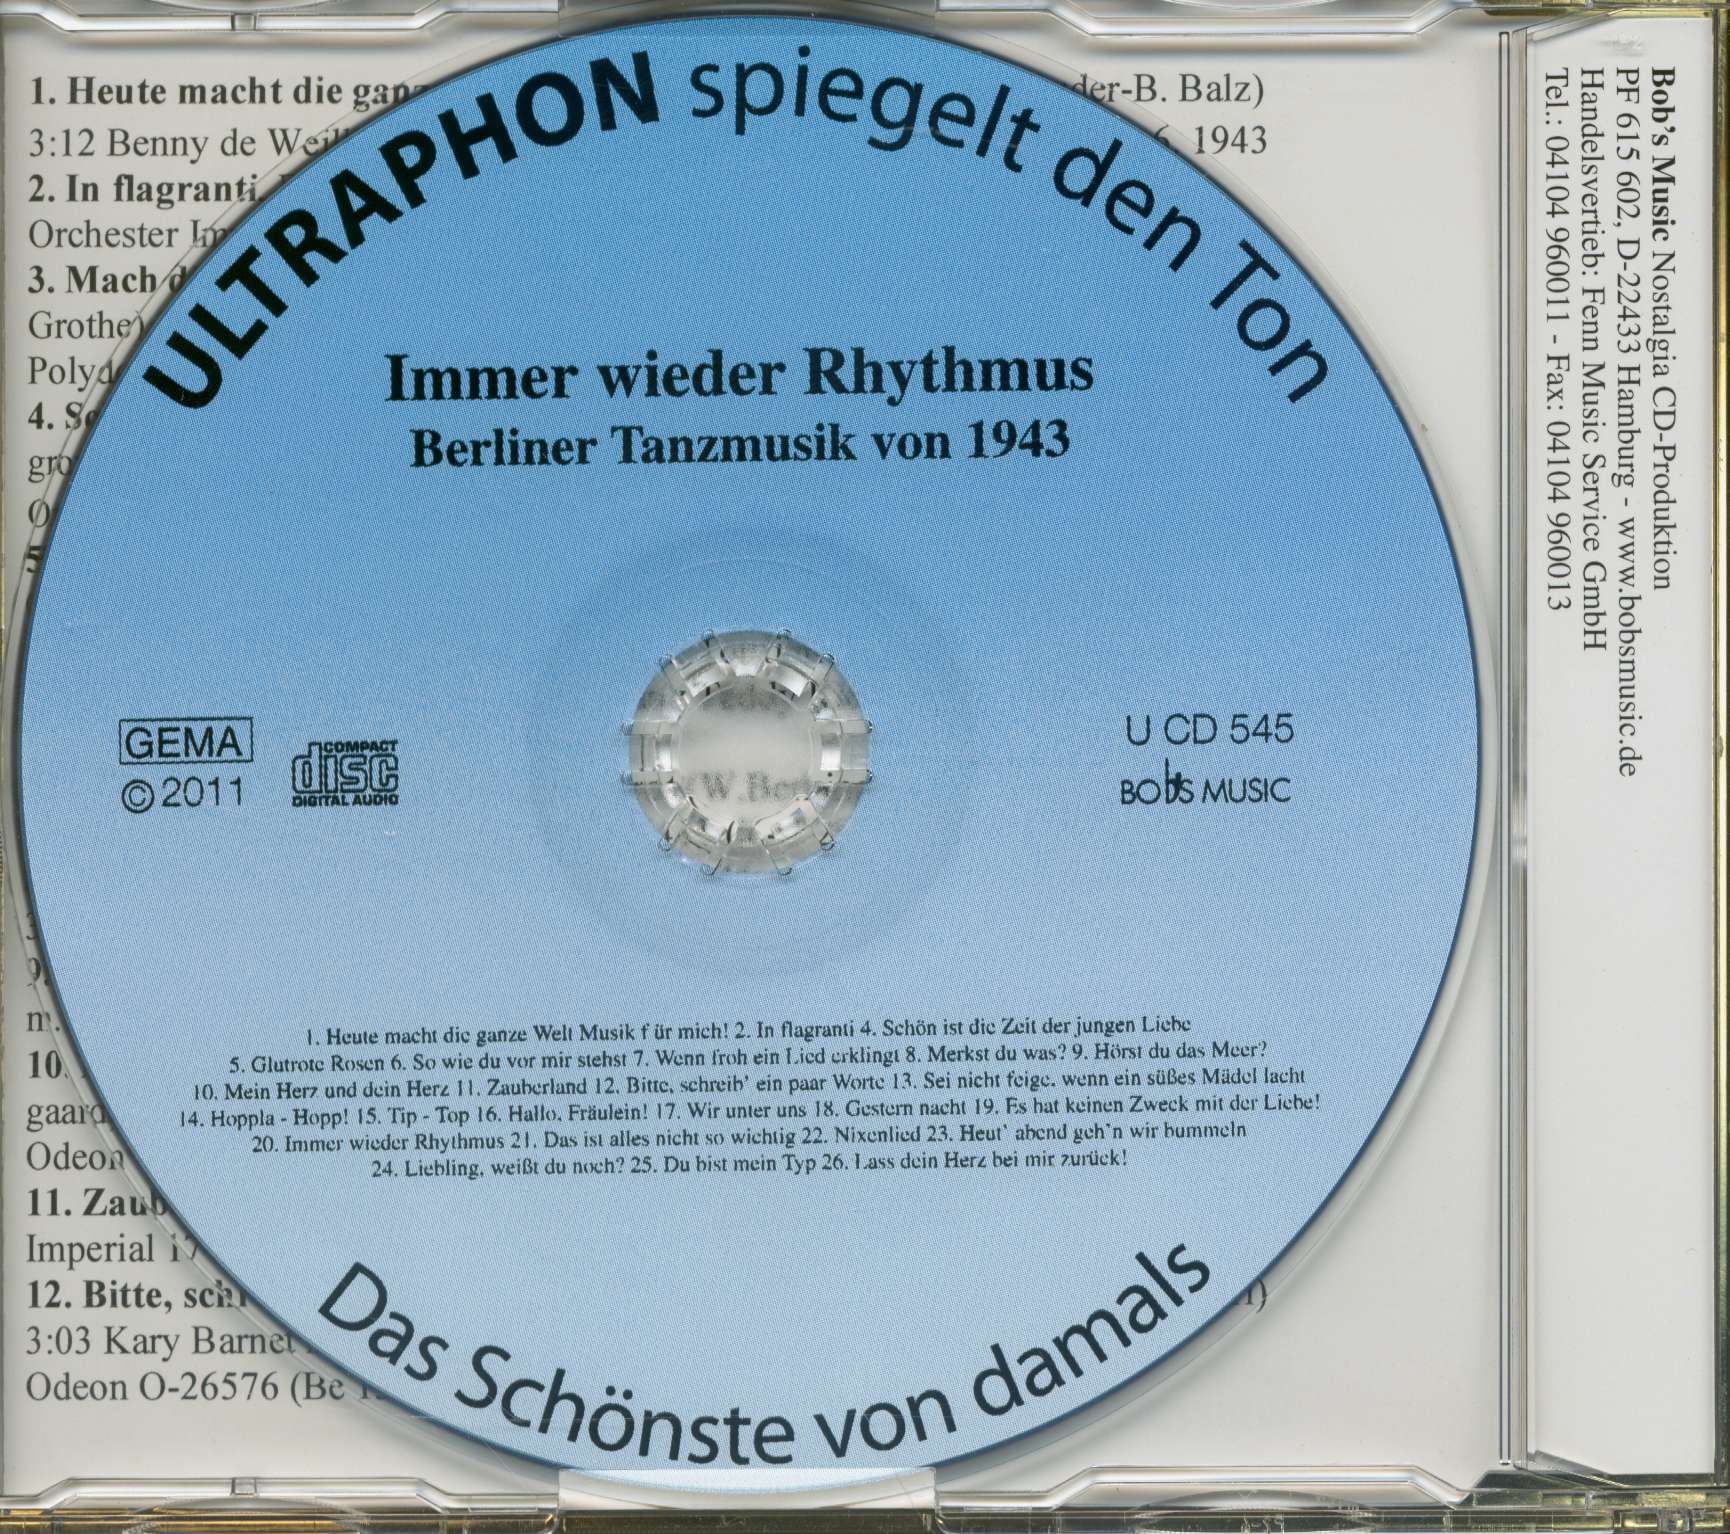 1. Heute macht die
der-B. Balz)
3:12 Benny de
1943
2. In flagranti
Orchester
3. Mach
Grothe)
4.
ULTRAPHON spiegelt den Ton
Immer wieder Rhythmus
Berliner Tanzmusik von 1943
GEMA
©2011
COMPACT
disc
DIGITAL AUDIO
U CD 545
BOB'S MUSIC
1. Heute macht die ganze Welt Musik f ür mich! 2. In flagranti 4. Schön ist die Zeit der jungen Liebe
5. Glutrote Rosen 6. So wie du vor mir stehst 7. Wenn froh ein Lied erklingt 8. Merkst du was? 9. Hörst du das Meer?
10. Mein Herz und dein Herz 11. Zauberland 12. Bitte, schreib' ein paar Worte 13. Sei nicht feige, wenn ein süßes Mädel lacht
14. Hoppla - Hopp! 15. Tip - Top 16. Hallo, Fräulein! 17. Wir unter uns 18. Gestern nacht 19. Es hat keinen Zweck mit der Liebe!
20. Immer wieder Rhythmus 21. Das ist alles nicht so wichtig 22. Nixenlied 23. Heut' abend geh'n wir bummeln
24. Liebling, weißt du noch? 25. Du bist mein Typ 26. Lass dein Herz bei mir zurück!
Das Schönste von damals
10.
gaard
Odeon
11. Zaub
Imperial
12. Bitte,
3:03 Kary Barnet
Odeon O-26576 (Be
Bob's Music Nostalgia CD-Produktion
PF 615 602, D-22433 Hamburg - www.bobsmusic.de
Handelsvertieb: Fenn Music Service GmbH
Tel.: 04104 960011 - Fax: 04104 960013